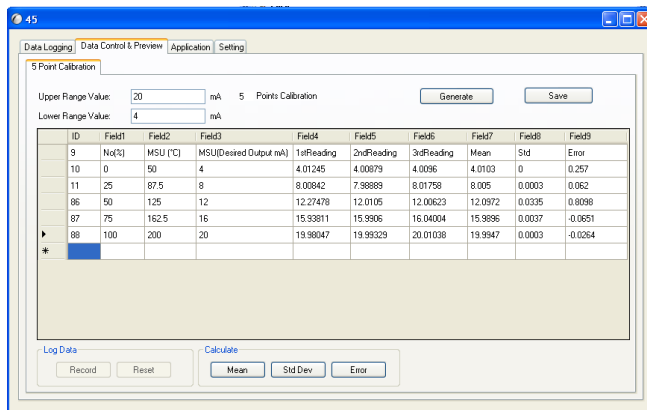 45
Data Logging Data Control & Preview Application Setting
5 Point Calibration
Upper Range Value: 20 mA 5 Points Calibration Generate Save
Lower Range Value: 4 mA
ID Field1 Field2 Field3 Field4 Field5 Field6 Field7 Field8 Field9
9 No(%) MSU (°C) MSU(Desired Output mA) 1stReading 2ndReading 3rdReading Mean Std Error
10 0 50 4 4.01245 4.00879 4.0096 4.0103 0 0.257
11 25 87.5 8 8.00842 7.98889 8.01758 8.005 0.0003 0.062
86 50 125 12 12.27478 12.0105 12.00623 12.0972 0.0335 0.8098
87 75 162.5 16 15.93811 15.9906 16.04004 15.9896 0.0037 -0.0651
88 100 200 20 19.98047 19.99329 20.01038 19.9947 0.0003 -0.0264
Log Data Calculate
Record Reset Mean Std Dev Error